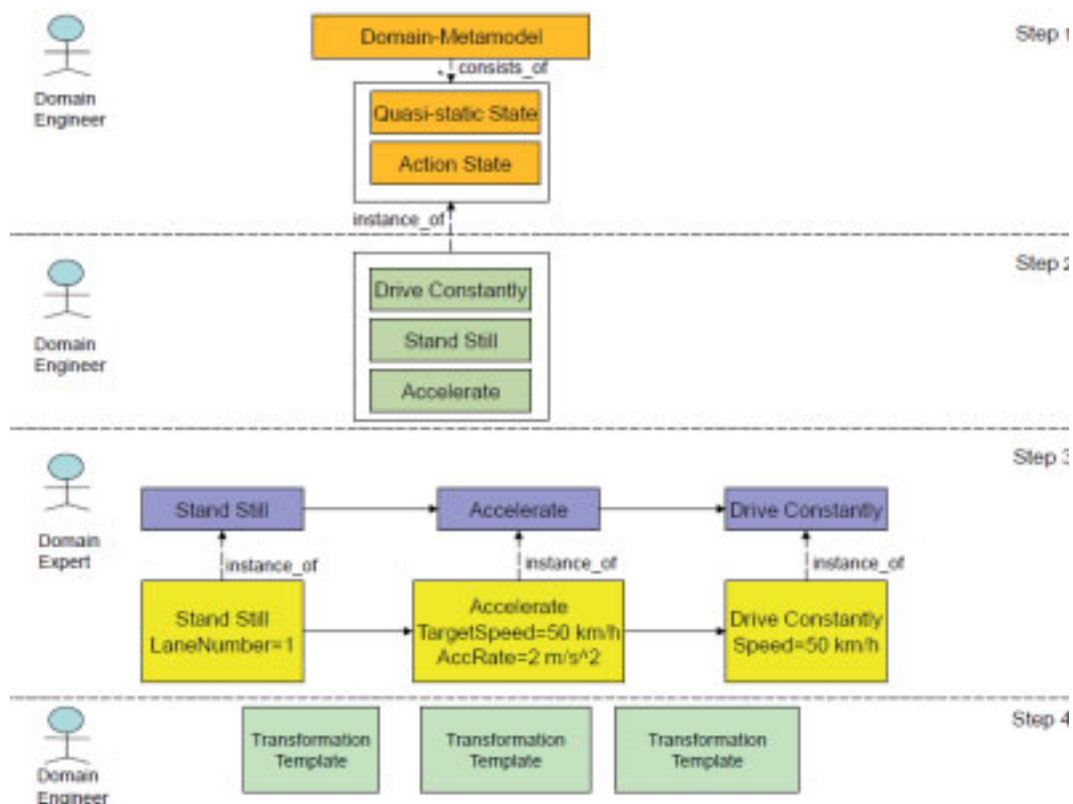 Domain-Metamodel
Step 1
consists_of
Domain
Engineer
Quasi-static State
Action State
instance_of
Step 2
Drive Constantly
Domain
Engineer
Stand Still
Accelerate
Step 3
Stand Still
Accelerate
Drive Constantly
Domain
Expert
instance_of
instance_of
instance_of
Stand Still
LaneNumber=1
Accelerate
TargetSpeed=50 km/h
AccRate=2 m/s^2
Drive Constantly
Speed=50 km/h
Step 4
Domain
Engineer
Transformation
Template
Transformation
Template
Transformation
Template